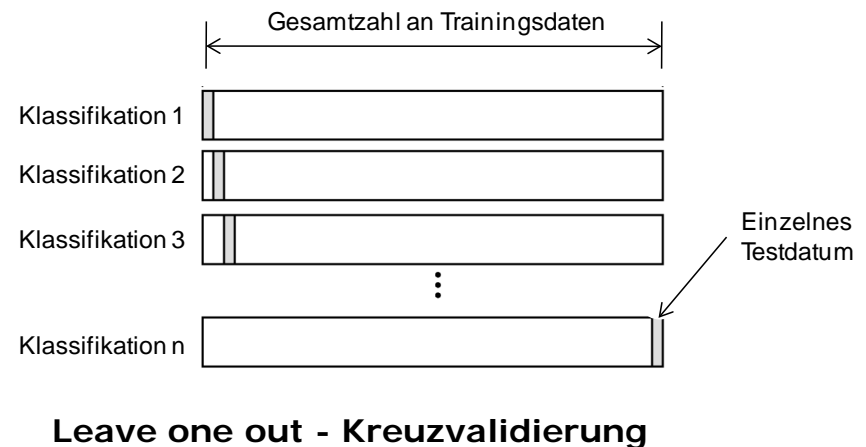 Gesamtzahl an Trainingsdaten
Klassifikation 1
Klassifikation 2
Klassifikation 3
Einzelnes
Testdatum
Klassifikation n
Leave one out - Kreuzvalidierung